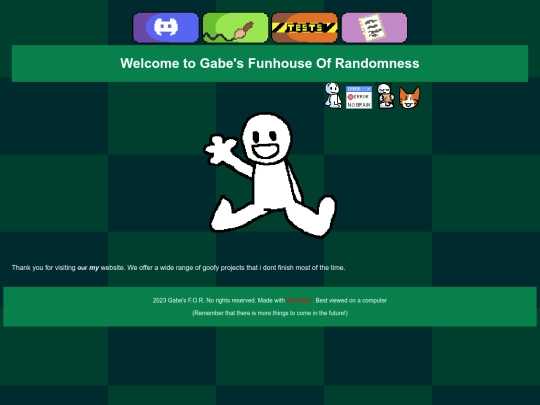 TESTS
Welcome to Gabe's Funhouse Of Randomness
ERROR
NO BRAIN
Thank you for visiting our my website. We offer a wide range of goofy projects that i dont finish most of the time.
2023 Gabe's F.O.R. No rights reserved. Made with . Best viewed on a computer
(Remember that there is more things to come in the future!)